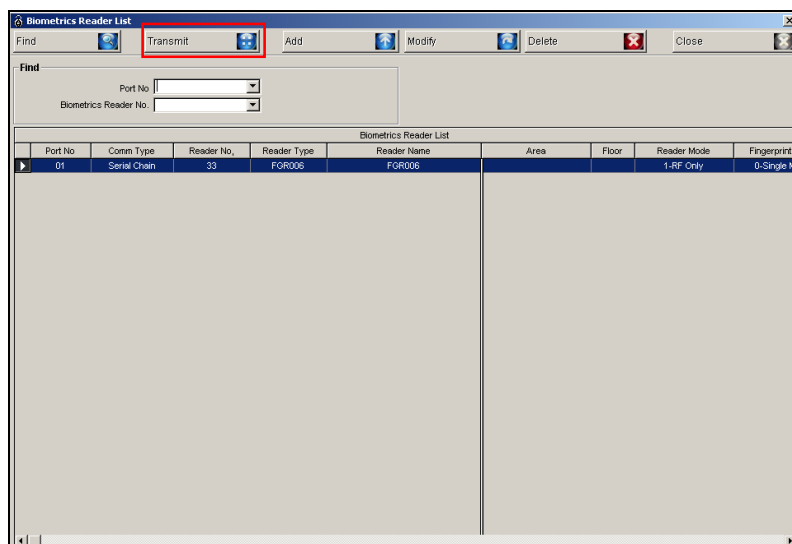 Biometrics Reader List
Find Transmit Add Modify Delete Close
Find
Port No
Biometrics Reader No.
Biometrics Reader List
Port No Comm Type Reader No, Reader Type Reader Name Area Floor Reader Mode Fingerprint
01 Serial Chain 33 FGR006 FGR006 1-RF Only 0-Single M